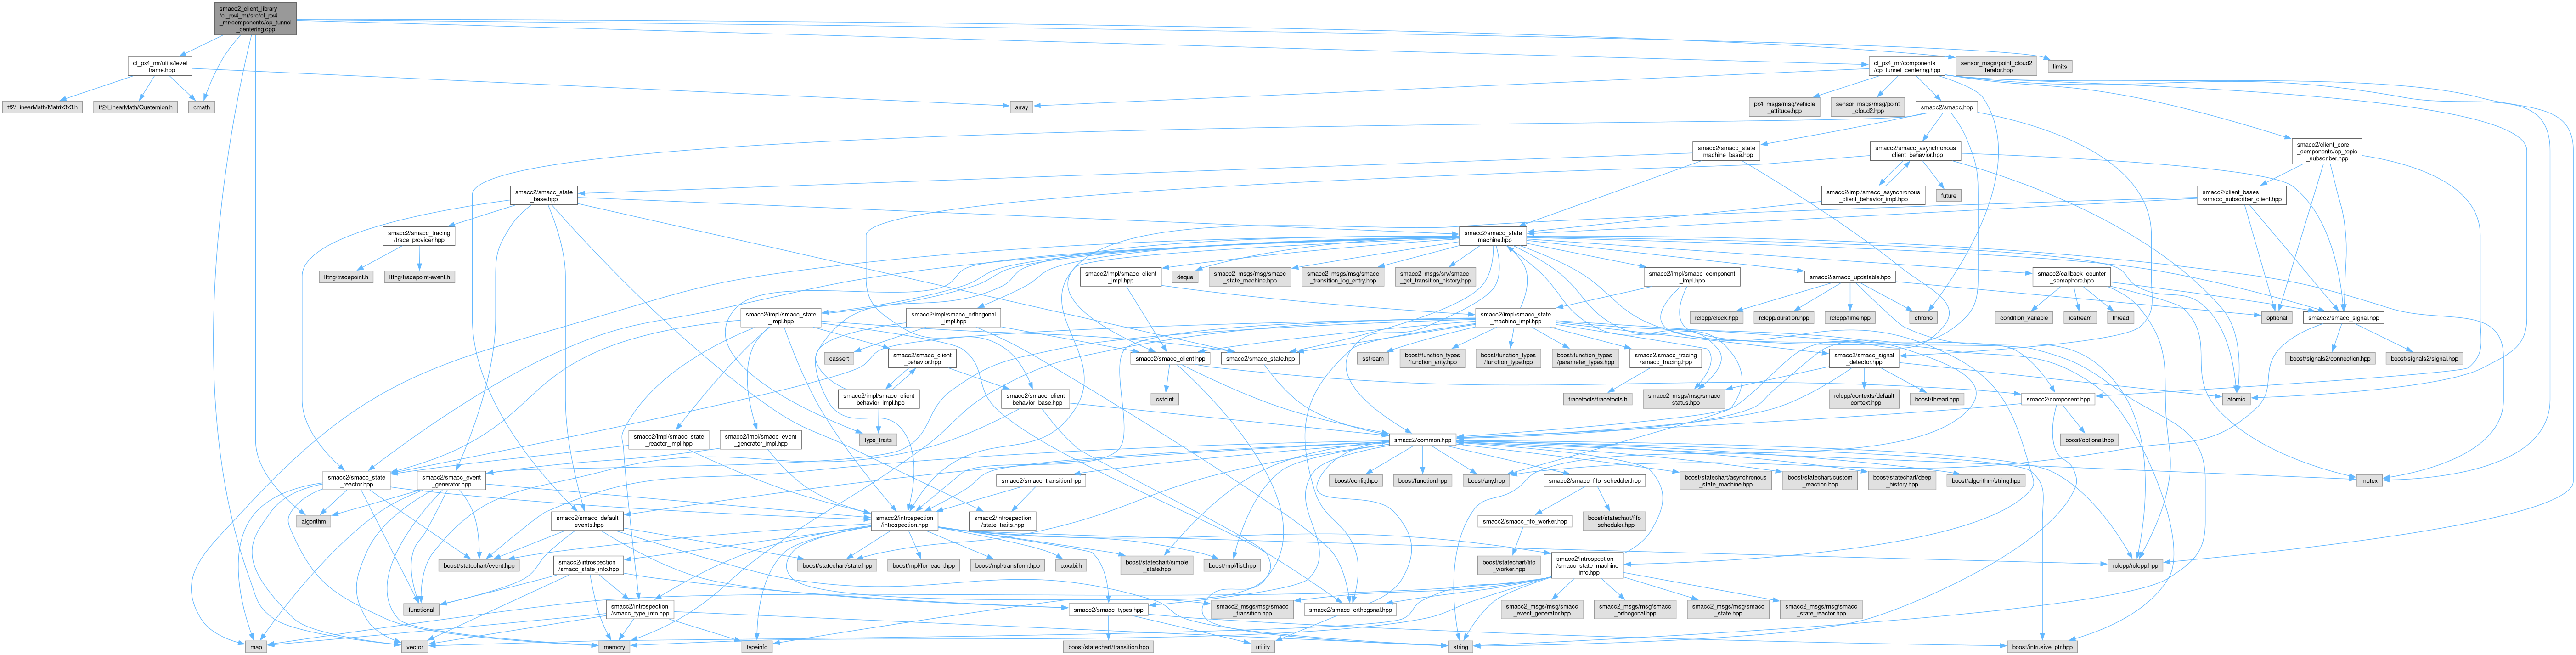 smacc2_client_library
/cl_px4_mr/src/cl_px4
_mr/components/cp_tunnel
_centering.cpp
cl_px4_mr/utils/level
_frame.hpp
cl_px4_mr/components
/cp_tunnel_centering.hpp
sensor_msgs/point_cloud2
_iterator.hpp
limits
tf2/LinearMath/Matrix3x3.h
tf2/LinearMath/Quaternion.h
cmath
array
px4_msgs/msg/vehicle
_attitude.hpp
sensor_msgs/msg/point
_cloud2.hpp
smacc2/smacc.hpp
smacc2/smacc_state
_machine_base.hpp
smacc2/smacc_asynchronous
_client_behavior.hpp
smacc2/client_core
_components/cp_topic
_subscriber.hpp
smacc2/smacc_state
_base.hpp
smacc2/impl/smacc_asynchronous
_client_behavior_impl.hpp
future
smacc2/client_bases
/smacc_subscriber_client.hpp
smacc2/smacc_tracing
/trace_provider.hpp
smacc2/smacc_state
_machine.hpp
lttng/tracepoint.h
lttng/tracepoint-event.h
smacc2/impl/smacc_client
_impl.hpp
deque
smacc2_msgs/msg/smacc
_state_machine.hpp
smacc2_msgs/msg/smacc
_transition_log_entry.hpp
smacc2_msgs/srv/smacc
_get_transition_history.hpp
smacc2/impl/smacc_component
_impl.hpp
smacc2/smacc_updatable.hpp
smacc2/callback_counter
_semaphore.hpp
smacc2/impl/smacc_state
_impl.hpp
smacc2/impl/smacc_orthogonal
_impl.hpp
smacc2/impl/smacc_state
_machine_impl.hpp
rclcpp/clock.hpp
rclcpp/duration.hpp
rclcpp/time.hpp
chrono
condition_variable
iostream
thread
optional
smacc2/smacc_signal.hpp
cassert
smacc2/smacc_client
_behavior.hpp
smacc2/smacc_client.hpp
smacc2/smacc_state.hpp
sstream
boost/function_types
/function_arity.hpp
boost/function_types
/function_type.hpp
boost/function_types
/parameter_types.hpp
smacc2/smacc_tracing
/smacc_tracing.hpp
smacc2/smacc_signal
_detector.hpp
boost/signals2/connection.hpp
boost/signals2/signal.hpp
smacc2/impl/smacc_client
_behavior_impl.hpp
smacc2/smacc_client
_behavior_base.hpp
cstdint
tracetools/tracetools.h
smacc2_msgs/msg/smacc
_status.hpp
rclcpp/contexts/default
_context.hpp
boost/thread.hpp
smacc2/component.hpp
atomic
smacc2/impl/smacc_state
_reactor_impl.hpp
smacc2/impl/smacc_event
_generator_impl.hpp
type_traits
smacc2/common.hpp
boost/optional.hpp
smacc2/smacc_state
_reactor.hpp
smacc2/smacc_event
_generator.hpp
smacc2/smacc_transition.hpp
boost/config.hpp
boost/function.hpp
boost/any.hpp
smacc2/smacc_fifo_scheduler.hpp
boost/statechart/asynchronous
_state_machine.hpp
boost/statechart/custom
_reaction.hpp
boost/statechart/deep
_history.hpp
boost/algorithm/string.hpp
mutex
algorithm
smacc2/smacc_default
_events.hpp
smacc2/introspection
/introspection.hpp
smacc2/introspection
/state_traits.hpp
smacc2/smacc_fifo_worker.hpp
boost/statechart/fifo
_scheduler.hpp
boost/statechart/event.hpp
smacc2/introspection
/smacc_state_info.hpp
boost/statechart/state.hpp
boost/mpl/for_each.hpp
boost/mpl/transform.hpp
cxxabi.h
boost/statechart/simple
_state.hpp
boost/mpl/list.hpp
boost/statechart/fifo
_worker.hpp
smacc2/introspection
/smacc_state_machine
_info.hpp
rclcpp/rclcpp.hpp
functional
smacc2/introspection
/smacc_type_info.hpp
smacc2/smacc_types.hpp
smacc2_msgs/msg/smacc
_transition.hpp
smacc2/smacc_orthogonal.hpp
smacc2_msgs/msg/smacc
_event_generator.hpp
smacc2_msgs/msg/smacc
_orthogonal.hpp
smacc2_msgs/msg/smacc
_state.hpp
smacc2_msgs/msg/smacc
_state_reactor.hpp
map
vector
memory
typeinfo
boost/statechart/transition.hpp
utility
string
boost/intrusive_ptr.hpp